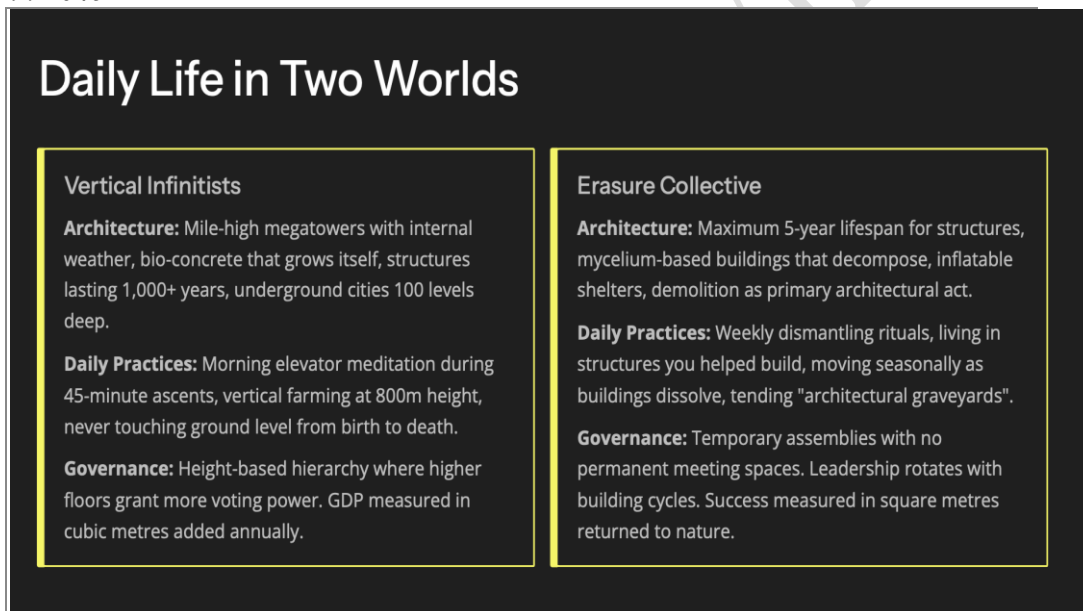 Daily Life in Two Worlds
Vertical Infinitists
Architecture: Mile-high megatowers with internal
weather, bio-concrete that grows itself, structures
lasting 1,000+ years, underground cities 100 levels
deep.
Daily Practices: Morning elevator meditation during
45-minute ascents, vertical farming at 800m height,
never touching ground level from birth to death.
Governance: Height-based hierarchy where higher
floors grant more voting power. GDP measured in
cubic metres added annually.
Erasure Collective
Architecture: Maximum 5-year lifespan for structures,
mycelium-based buildings that decompose, inflatable
shelters, demolition as primary architectural act.
Daily Practices: Weekly dismantling rituals, living in
structures you helped build, moving seasonally as
buildings dissolve, tending "architectural graveyards".
Governance: Temporary assemblies with no
permanent meeting spaces. Leadership rotates with
building cycles. Success measured in square metres
returned to nature.